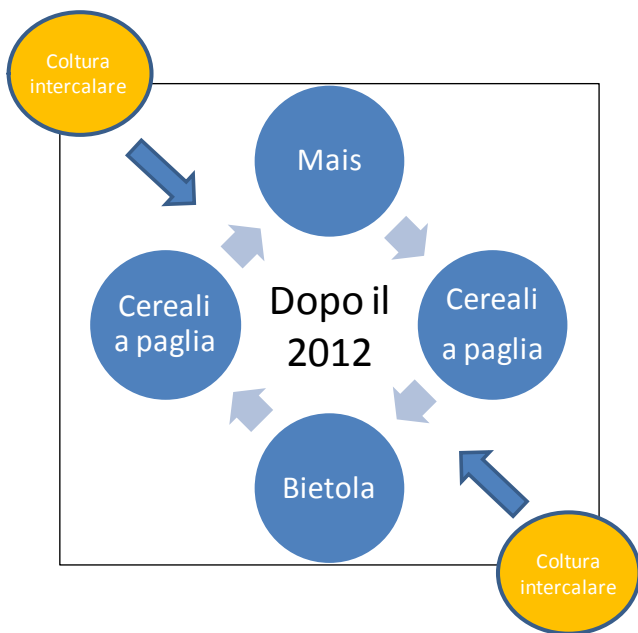 Coltura
intercalare
Mais
Cereali
a paglia
Dopo il
2012
Cereali
a paglia
Bietola
Coltura
intercalare